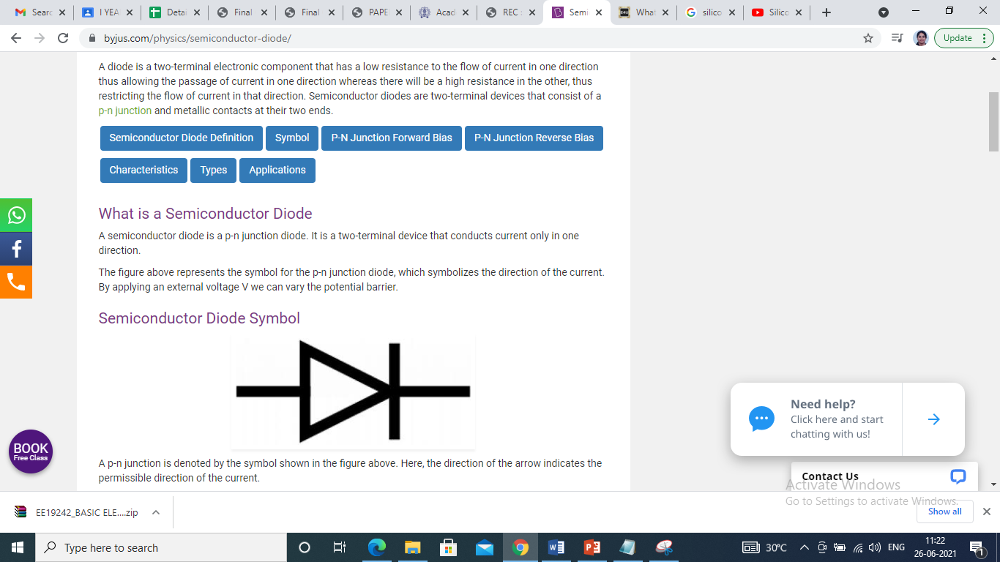 Searc
I YEA
Detai
Final
Final
PAPE
Acad
REC :
Semi
What
silico
Silico
byjus.com/physics/semiconductor-diode/
Update
A diode is a two-terminal electronic component that has a low resistance to the flow of current in one direction
thus allowing the passage of current in one direction whereas there will be a high resistance in the other, thus
restricting the flow of current in that direction. Semiconductor diodes are two-terminal devices that consist of a
p-n junction and metallic contacts at their two ends.
Semiconductor Diode Definition Symbol P-N Junction Forward Bias P-N Junction Reverse Bias
Characteristics Types Applications
What is a Semiconductor Diode
A semiconductor diode is a p-n junction diode. It is a two-terminal device that conducts current only in one
direction.
The figure above represents the symbol for the p-n junction diode, which symbolizes the direction of the current.
By applying an external voltage V we can vary the potential barrier.
Semiconductor Diode Symbol
A p-n junction is denoted by the symbol shown in the figure above. Here, the direction of the arrow indicates the
permissible direction of the current.
BOOK
Free Class
Need help?
Click here and start
chatting with us!
Contact Us
Activate Windows
Go to Settings to activate Windows.
EE19242_BASIC ELE....zip
Show all
Type here to search
30°C
ENG
11:22
26-06-2021
1